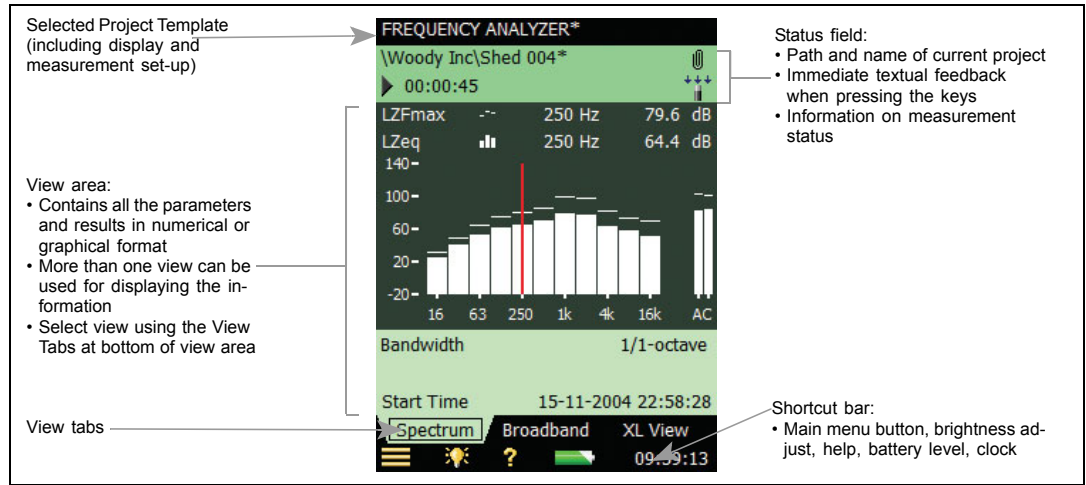 Selected Project Template
(including display and
measurement set-up)
View area:
• Contains all the parameters
and results in numerical or
graphical format
• More than one view can be
used for displaying the in-
formation
• Select view using the View
Tabs at bottom of view area
View tabs
FREQUENCY ANALYZER*
\Woody Inc\Shed 004*
00:00:45
LZFmax 250 Hz 79.6 dB
LZeq 250 Hz 64.4 dB
140
100
60
20
-20
16 63 250 1k 4k 16k AC
Bandwidth 1/1-octave
Start Time 15-11-2004 22:58:28
Spectrum Broadband XL View
? 09:39:13
Status field:
• Path and name of current project
• Immediate textual feedback
when pressing the keys
• Information on measurement
status
Shortcut bar:
• Main menu button, brightness ad-
just, help, battery level, clock